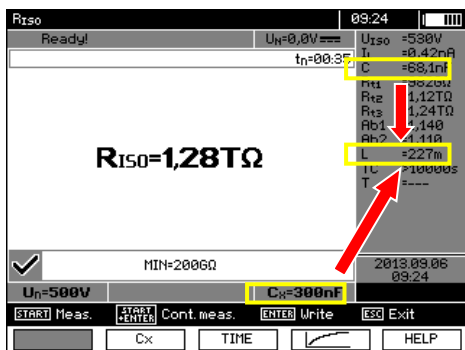 RISO 09:24
Ready! UN=0,0V
tn=00:35
RISO=1,28TΩ
MIN=200GΩ
Un=500V CX=300nF
UISO =530V
IL =0.42nA
C =68,1nF
Rt1 =982GΩ
Rt2 =1,12TΩ
Rt3 =1,24TΩ
Ab1 =1.140
Ab2 =1.110
L =227m
TC >10000s
T =---
2013.09.06
09:24
START Meas. START +ENTER Cont. meas. ENTER Write ESC Exit
Cx TIME HELP